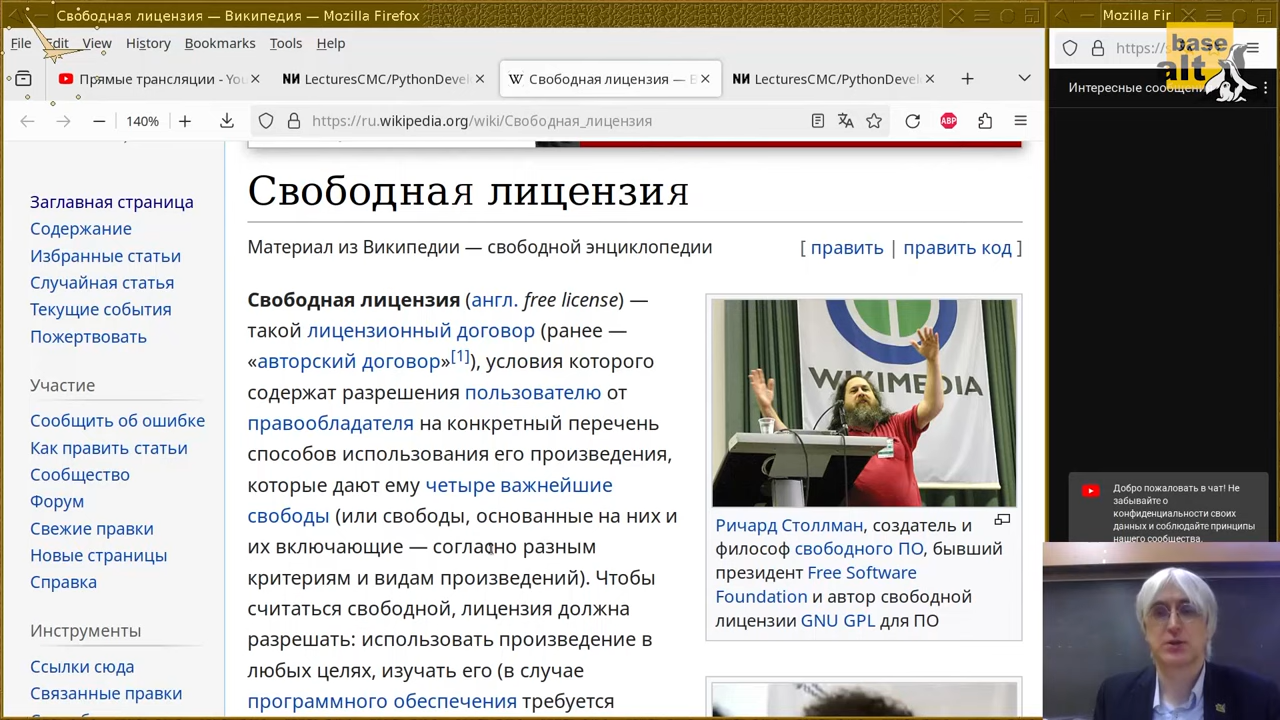 Свободная лицензия — Википедия — Mozilla Firefox
Mozilla Fir
File Edit View History Bookmarks Tools Help
base
alt
https://
Прямые трансляции - You
LecturesCMC/PythonDevel
Свободная лицензия —
LecturesCMC/PythonDevel
Интересные сообщен
140%
https://ru.wikipedia.org/wiki/Свободная_лицензия
ABP
Заглавная страница
Содержание
Избранные статьи
Случайная статья
Текущие события
Пожертвовать
Участие
Сообщить об ошибке
Как править статьи
Сообщество
Форум
Свежие правки
Новые страницы
Справка
Инструменты
Ссылки сюда
Связанные правки
Свободная лицензия
Материал из Википедии — свободной энциклопедии
[ править | править код ]
Свободная лицензия (англ. free license) —
такой лицензионный договор (ранее —
«авторский договор»[1]), условия которого
содержат разрешения пользователю от
правообладателя на конкретный перечень
способов использования его произведения,
которые дают ему четыре важнейшие
свободы (или свободы, основанные на них и
их включающие — согласно разным
критериям и видам произведений). Чтобы
считаться свободной, лицензия должна
разрешать: использовать произведение в
любых целях, изучать его (в случае
программного обеспечения требуется
WIKIMEDIA
Ричард Столлман, создатель и
философ свободного ПО, бывший
президент Free Software
Foundation и автор свободной
лицензии GNU GPL для ПО
Добро пожаловать в чат! Не
забывайте о
конфиденциальности своих
данных и соблюдайте принципы
нашего сообщества.